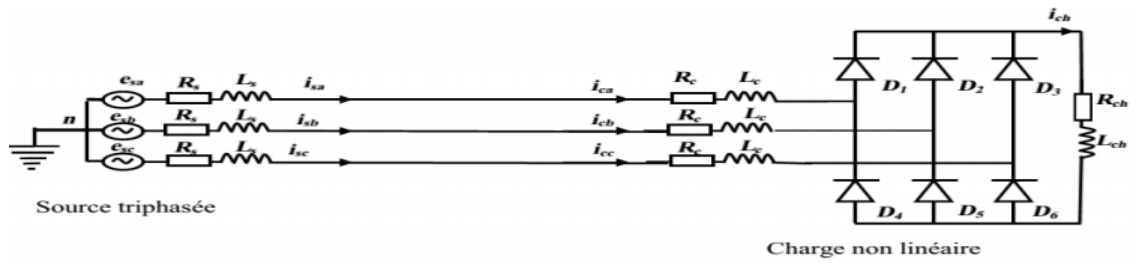 i_ch
e_sa R_s L_s i_sa i_ca R_c L_c D_1 D_2 D_3
R_ch
n e_sb R_s L_s i_sb i_cb R_c L_c
L_ch
e_sc R_s L_s i_sc i_cc R_c L_c
D_4 D_5 D_6
Source triphasée
Charge non linéaire